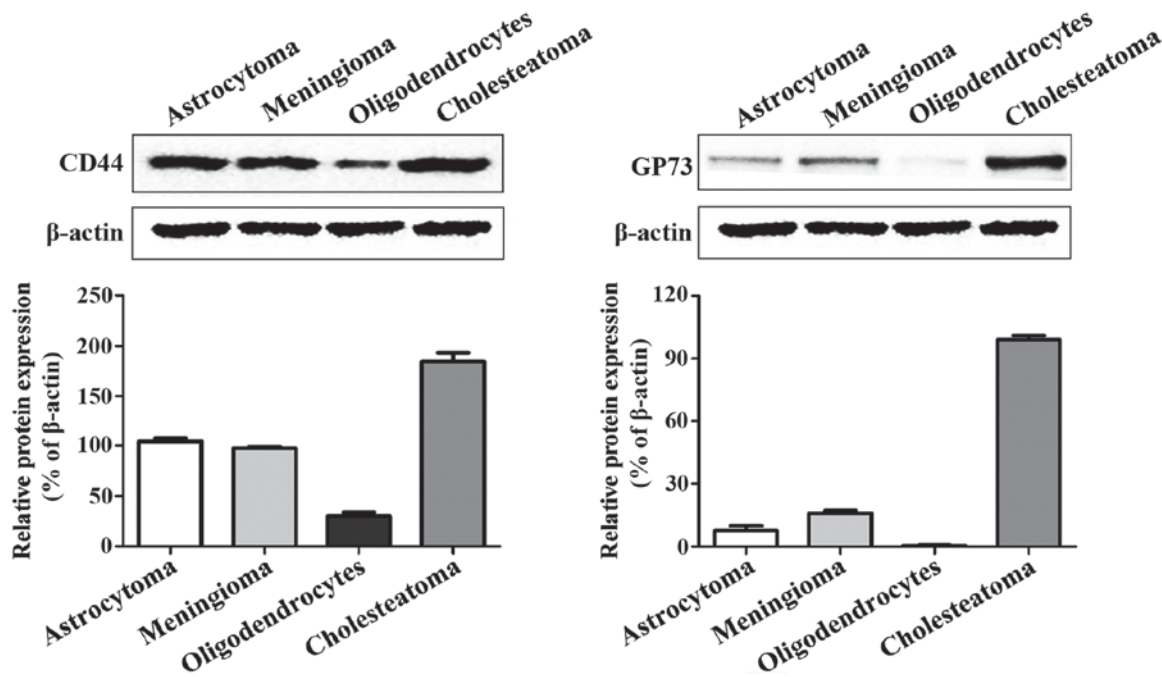 Astrocytoma
Meningioma
Oligodendrocytes
Cholesteatoma
CD44
β-actin
Relative protein expression
(% of β-actin)
250
200
150
100
50
0
Astrocytoma
Meningioma
Oligodendrocytes
Cholesteatoma
Astrocytoma
Meningioma
Oligodendrocytes
Cholesteatoma
GP73
β-actin
Relative protein expression
(% of β-actin)
120
90
60
30
0
Astrocytoma
Meningioma
Oligodendrocytes
Cholesteatoma